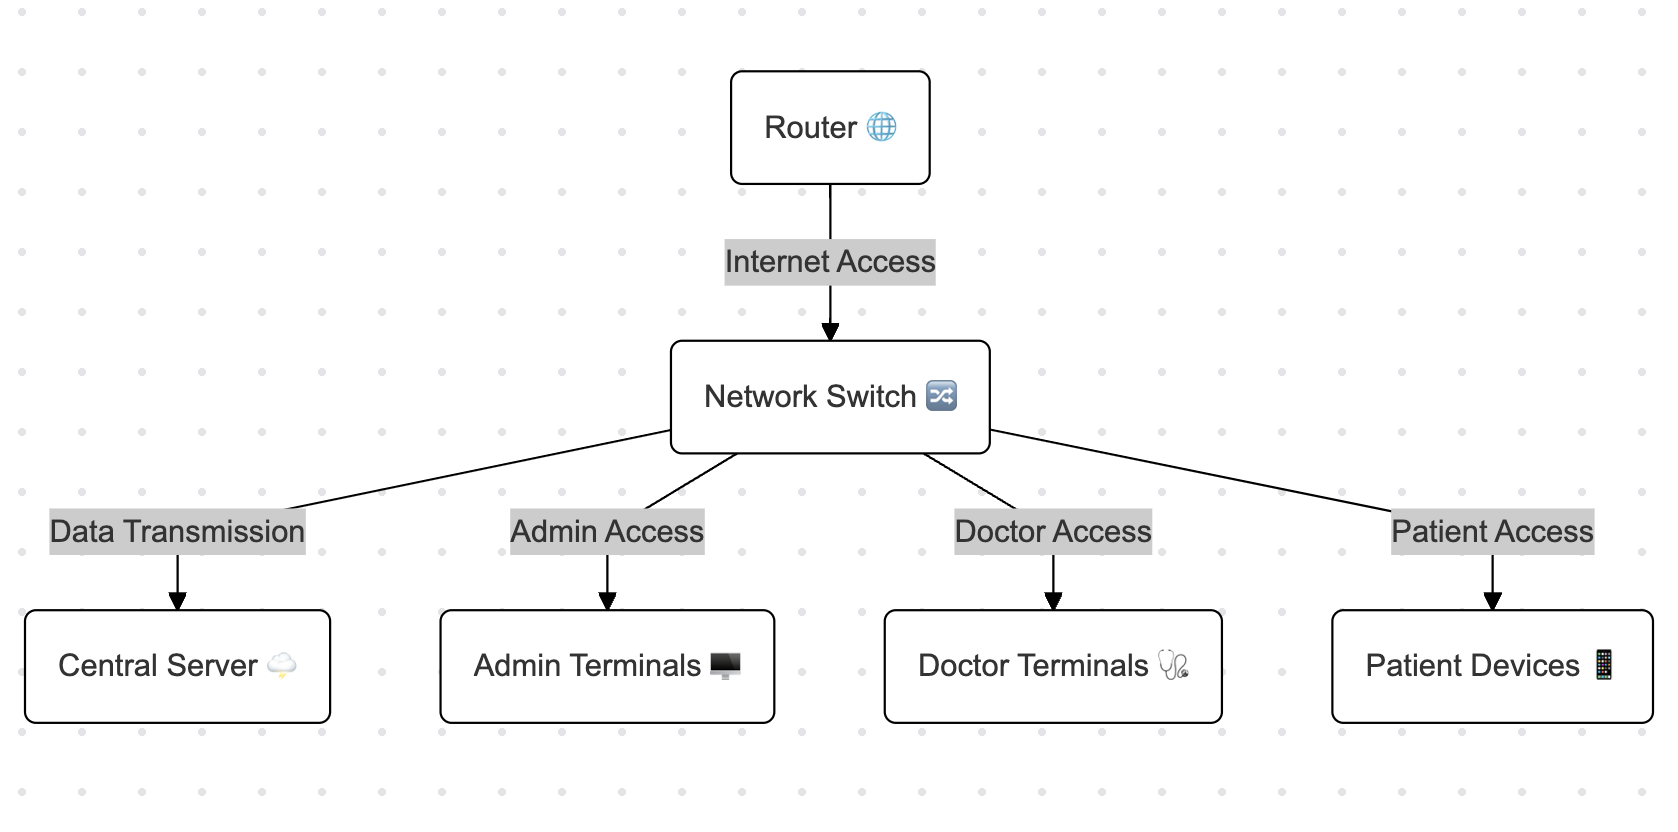 Router 🌐
Internet Access
Network Switch 🔀
Data Transmission
Admin Access
Doctor Access
Patient Access
Central Server 🌩️
Admin Terminals 🖥️
Doctor Terminals 🩺
Patient Devices 📱